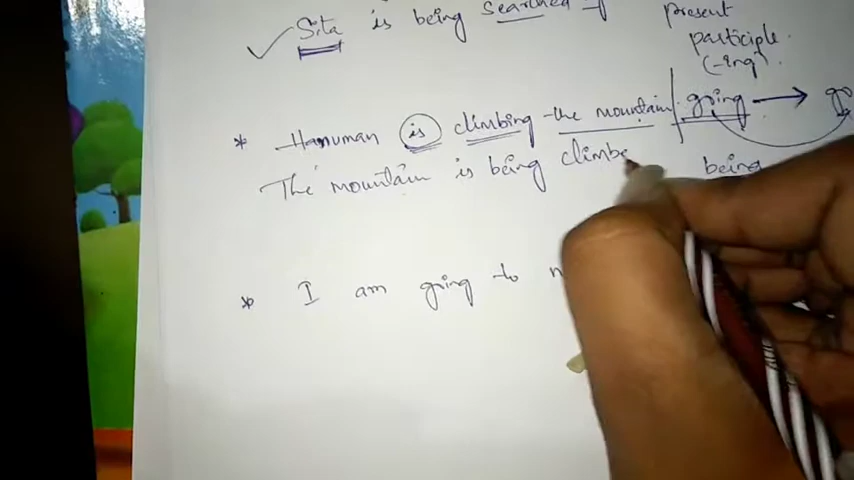 Sita is being searched
present
participle.
(-ing)
* Hanuman is climbing the mountain. going → go
The mountain is being climbe being
* I am going to